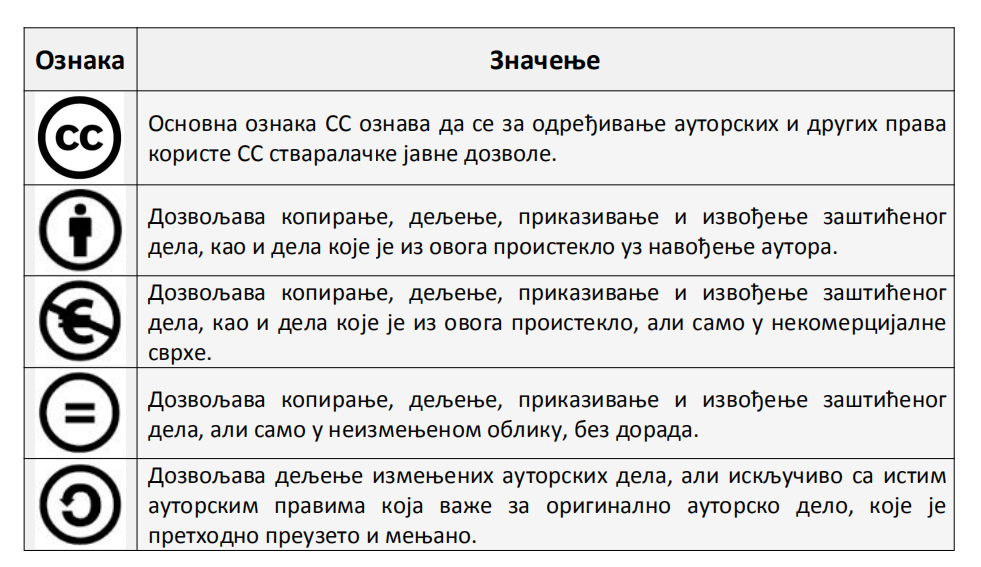 Ознака
Значење
cc
Основна ознака CC ознава да се за одређивање ауторских и других права
користе CC стваралачке јавне дозволе.
Дозвољава копирање, дељење, приказивање и извођење заштићеног
дела, као и дела које је из овога проистекло уз навођење аутора.
€
Дозвољава копирање, дељење, приказивање и извођење заштићеног
дела, као и дела које је из овога проистекло, али само у некомерцијалне
сврхе.
=
Дозвољава копирање, дељење, приказивање и извођење заштићеног
дела, али само у неизмењеном облику, без дорада.
Дозвољава дељење измењених ауторских дела, али искључиво са истим
ауторским правима која важе за оригинално ауторско дело, које је
претходно преузето и мењано.